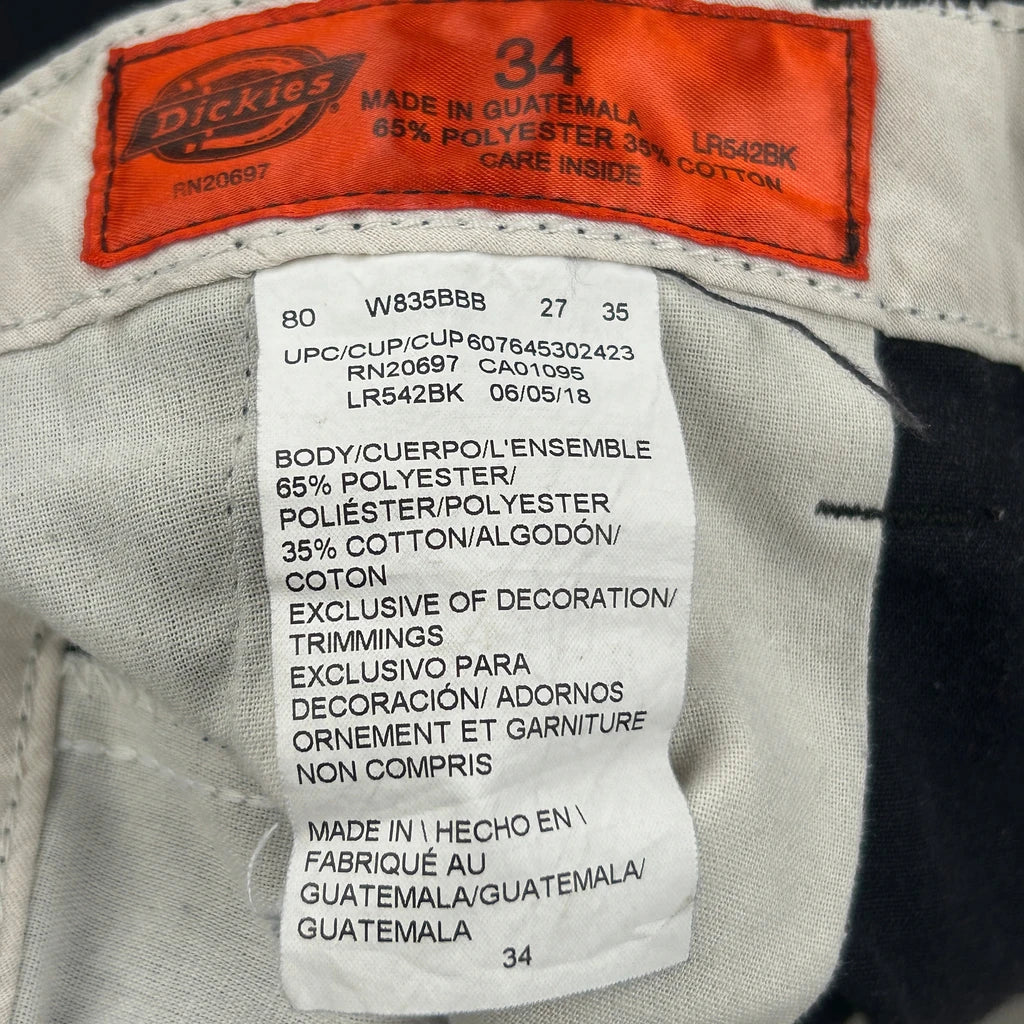 Dickies®
RN20697
34
MADE IN GUATEMALA
65% POLYESTER 35% COTTON
CARE INSIDE
LR542BK
80 W835BBB 27 35
UPC/CUP/CUP 607645302423
RN20697 CA01095
LR542BK 06/05/18
BODY/CUERPO/L'ENSEMBLE
65% POLYESTER/
POLIÉSTER/POLYESTER
35% COTTON/ALGODÓN/
COTON
EXCLUSIVE OF DECORATION/
TRIMMINGS
EXCLUSIVO PARA
DECORACIÓN/ ADORNOS
ORNEMENT ET GARNITURE
NON COMPRIS
MADE IN \ HECHO EN \
FABRIQUÉ AU
GUATEMALA/GUATEMALA/
GUATEMALA
34